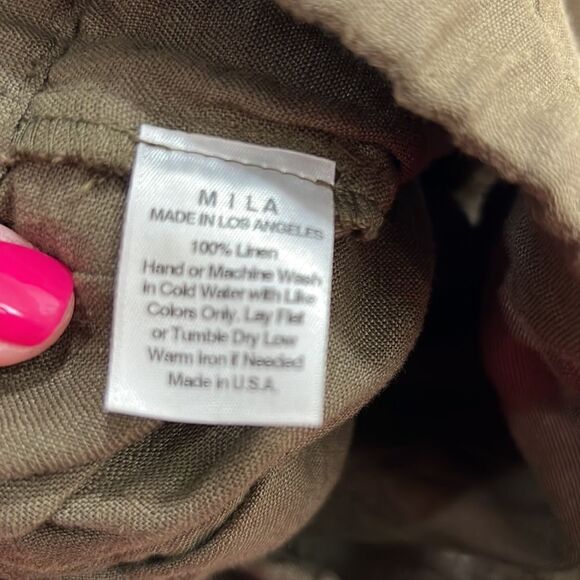 MILA
MADE IN LOS ANGELES
100% Linen
Hand or Machine Wash
in Cold Water with Like
Colors Only. Lay Flat
or Tumble Dry Low
Warm Iron if Needed
Made in U.S.A.